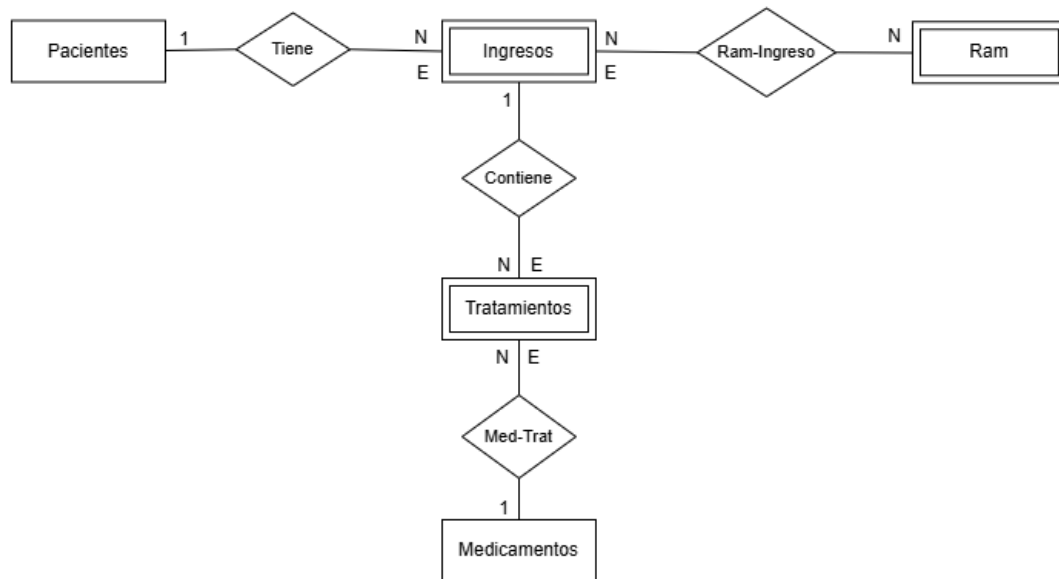 Pacientes
1
Tiene
N
E
Ingresos
N
E
Ram-Ingreso
N
Ram
1
Contiene
N
E
Tratamientos
N
E
Med-Trat
1
Medicamentos